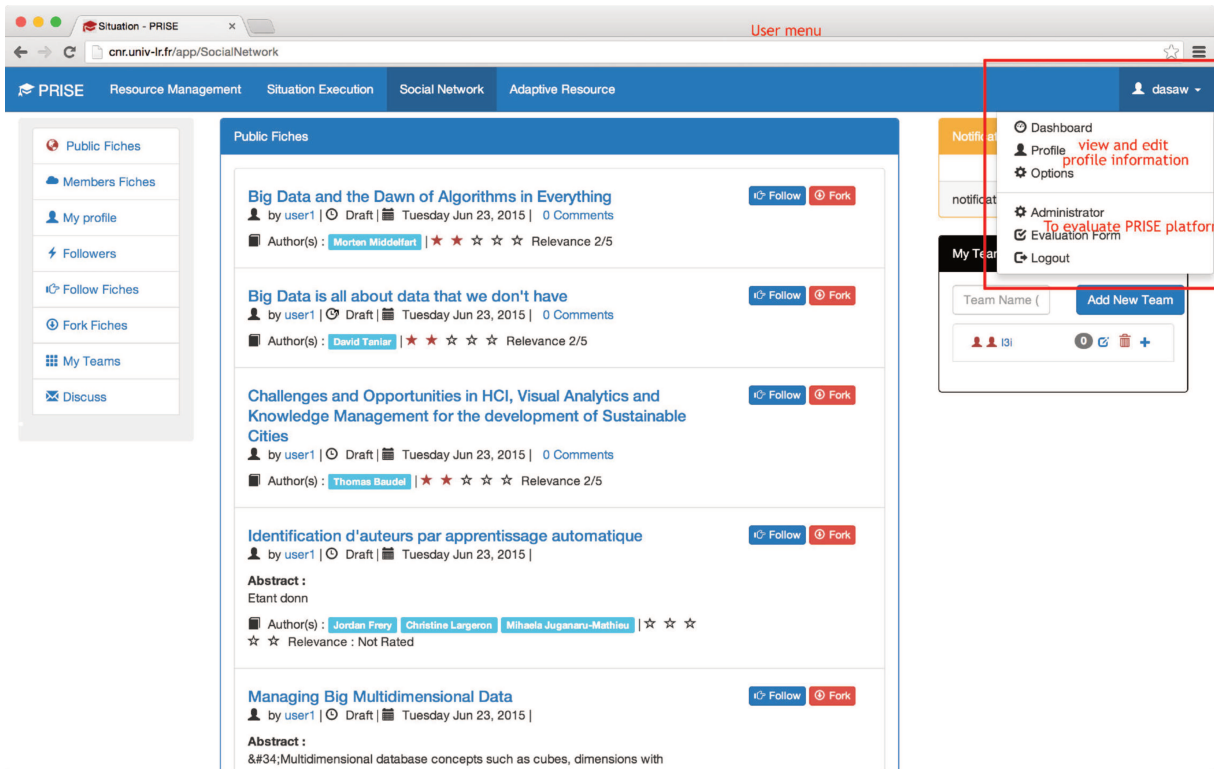 Situation - PRISE
User menu
cnr.univ-lr.fr/app/SocialNetwork
PRISE Resource Management Situation Execution Social Network Adaptive Resource dasaw
Public Fiches
Members Fiches
My profile
Followers
Follow Fiches
Fork Fiches
My Teams
Discuss
Public Fiches
Big Data and the Dawn of Algorithms in Everything
Follow Fork
by user1 | Draft | Tuesday Jun 23, 2015 | 0 Comments
Author(s) : Morten Middelfart | Relevance 2/5
Big Data is all about data that we don't have
Follow Fork
by user1 | Draft | Tuesday Jun 23, 2015 | 0 Comments
Author(s) : David Taniar | Relevance 2/5
Challenges and Opportunities in HCI, Visual Analytics and
Knowledge Management for the development of Sustainable
Cities
Follow Fork
by user1 | Draft | Tuesday Jun 23, 2015 | 0 Comments
Author(s) : Thomas Baudel | Relevance 2/5
Identification d'auteurs par apprentissage automatique
Follow Fork
by user1 | Draft | Tuesday Jun 23, 2015 |
Abstract :
Etant donn
Author(s) : Jordan Frery Christine Largeron Mihaela Juganaru-Mathieu |
Relevance : Not Rated
Managing Big Multidimensional Data
Follow Fork
by user1 | Draft | Tuesday Jun 23, 2015 |
Abstract :
&#34;Multidimensional database concepts such as cubes, dimensions with
Dashboard
Profile
view and edit
profile information
Options
Administrator
To evaluate PRISE platfor
Evaluation Form
Logout
Notificat
notificat
My Tea
Team Name ( Add New Team
l3i 0